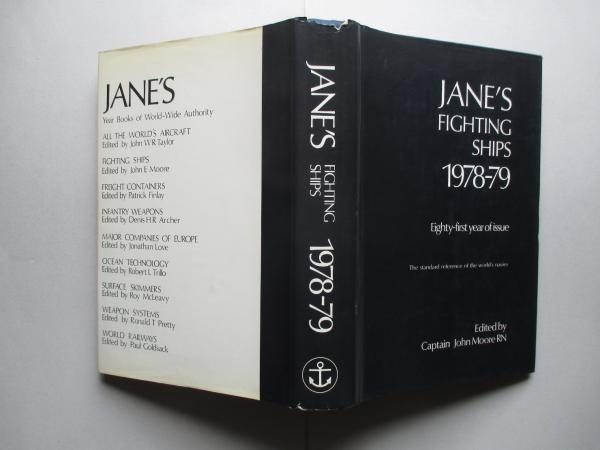 JANE'S
Year Books of World-Wide Authority
ALL THE WORLD'S AIRCRAFT
Edited by John W.R. Taylor
FIGHTING SHIPS
Edited by John E Moore
FREIGHT CONTAINERS
Edited by Patrick Finlay
INFANTRY WEAPONS
Edited by Denis H.R. Archer
MAJOR COMPANIES OF EUROPE
Edited by Jonathan Love
OCEAN TECHNOLOGY
Edited by Robert L Trillo
SURFACE SKIMMERS
Edited by Roy McLeavy
WEAPON SYSTEMS
Edited by Ronald T Pretty
WORLD RAILWAYS
Edited by Paul Goldsack
JANE'S
FIGHTING
SHIPS
1978-79
JANE'S
FIGHTING
SHIPS
1978-79
Eighty-first year of issue
The standard reference of the world's navies
Edited by
Captain John Moore RN